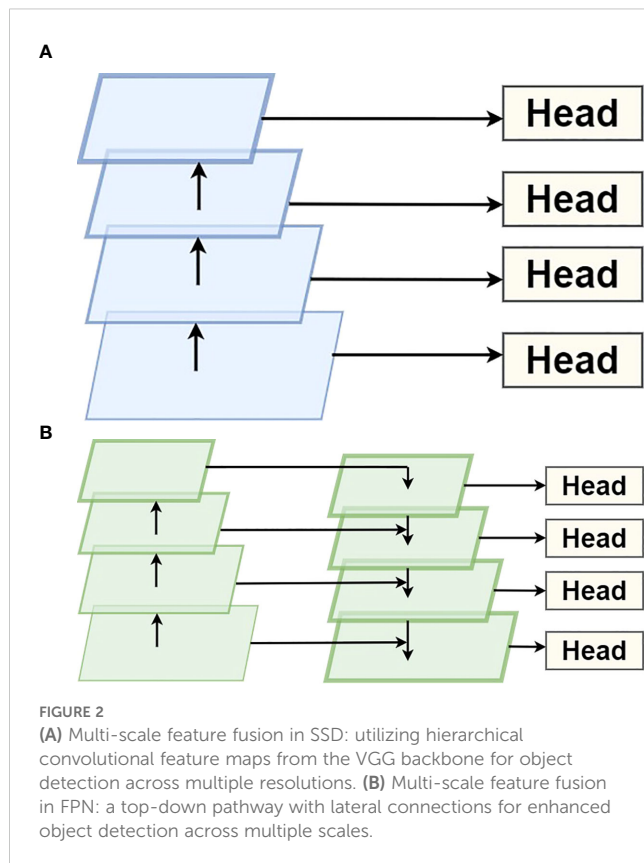 A
Head
Head
Head
Head
B
Head
Head
Head
Head
FIGURE 2
(A) Multi-scale feature fusion in SSD: utilizing hierarchical
convolutional feature maps from the VGG backbone for object
detection across multiple resolutions. (B) Multi-scale feature fusion
in FPN: a top-down pathway with lateral connections for enhanced
object detection across multiple scales.